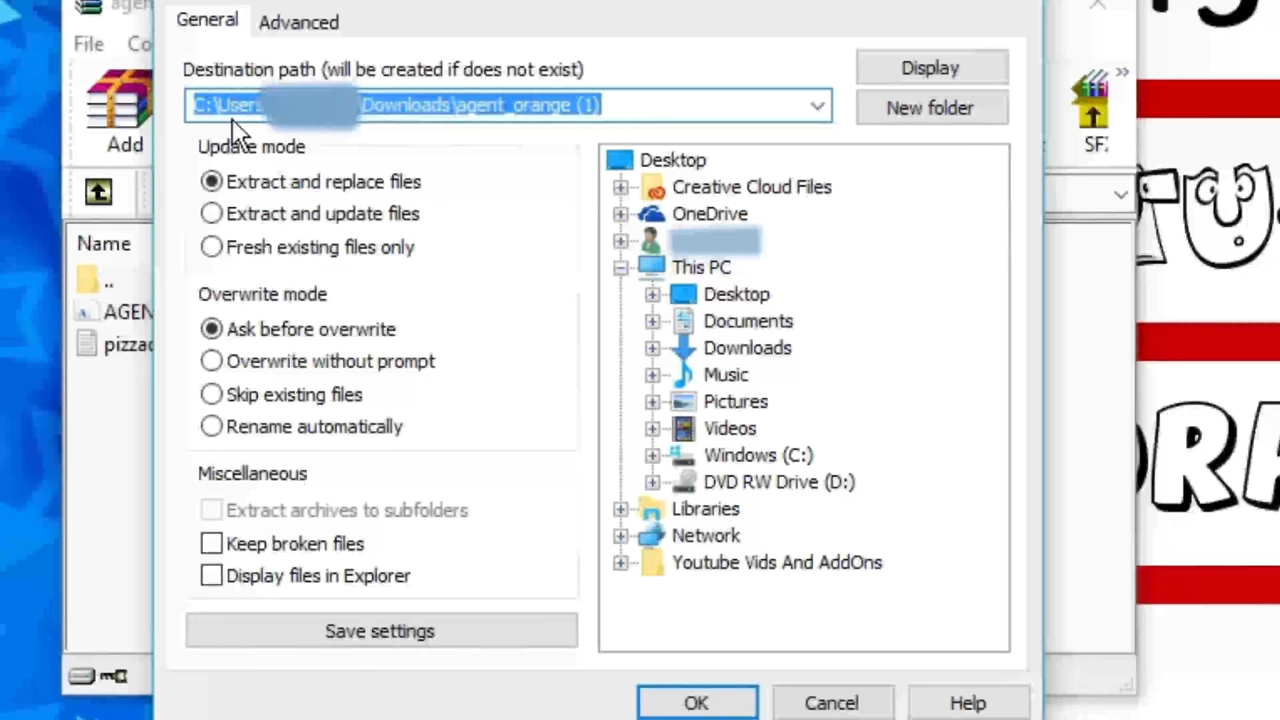 agen
General
Advanced
File
Co
Destination path (will be created if does not exist)
Display
C:\Users
Downloads\agent_orange (1)
New folder
Add
SF
Update mode
Extract and replace files
Extract and update files
Fresh existing files only
Overwrite mode
Ask before overwrite
Overwrite without prompt
Skip existing files
Rename automatically
Miscellaneous
Extract archives to subfolders
Keep broken files
Display files in Explorer
Save settings
Desktop
Creative Cloud Files
OneDrive
This PC
Desktop
Documents
Downloads
Music
Pictures
Videos
Windows (C:)
DVD RW Drive (D:)
Libraries
Network
Youtube Vids And AddOns
Name
..
AGEN
pizzad
OK
Cancel
Help